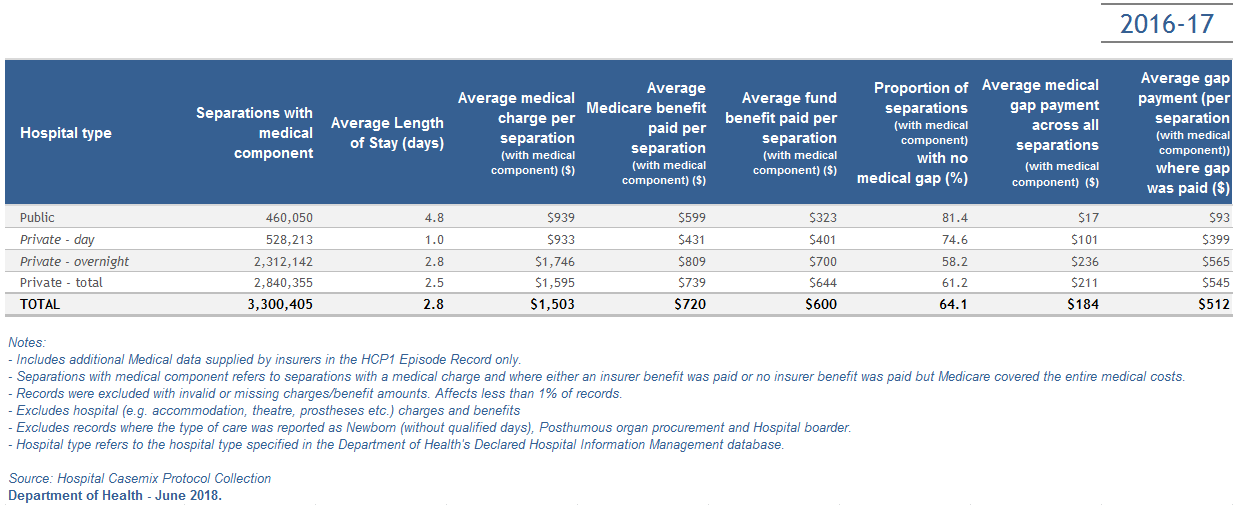 2016-17
Hospital type
Separations with
medical
component
Average Length
of Stay (days)
Average medical
charge per
separation
(with medical
component) ($)
Average
Medicare benefit
paid per
separation
(with medical
component) ($)
Average fund
benefit paid per
separation
(with medical
component) ($)
Proportion of
separations
(with medical
component)
with no
medical gap (%)
Average medical
gap payment
across all
separations
(with medical
component) ($)
Average gap
payment (per
separation
(with medical
component))
where gap
was paid ($)
Public 460,050 4.8 $939 $599 $323 81.4 $17 $93
Private - day 528,213 1.0 $933 $431 $401 74.6 $101 $399
Private - overnight 2,312,142 2.8 $1,746 $809 $700 58.2 $236 $565
Private - total 2,840,355 2.5 $1,595 $739 $644 61.2 $211 $545
TOTAL 3,300,405 2.8 $1,503 $720 $600 64.1 $184 $512
Notes:
- Includes additional Medical data supplied by insurers in the HCP1 Episode Record only.
- Separations with medical component refers to separations with a medical charge and where either an insurer benefit was paid or no insurer benefit was paid but Medicare covered the entire medical costs.
- Records were excluded with invalid or missing charges/benefit amounts. Affects less than 1% of records.
- Excludes hospital (e.g. accommodation, theatre, prostheses etc.) charges and benefits
- Excludes records where the type of care was reported as Newborn (without qualified days), Posthumous organ procurement and Hospital boarder.
- Hospital type refers to the hospital type specified in the Department of Health's Declared Hospital Information Management database.
Source: Hospital Casemix Protocol Collection
Department of Health - June 2018.